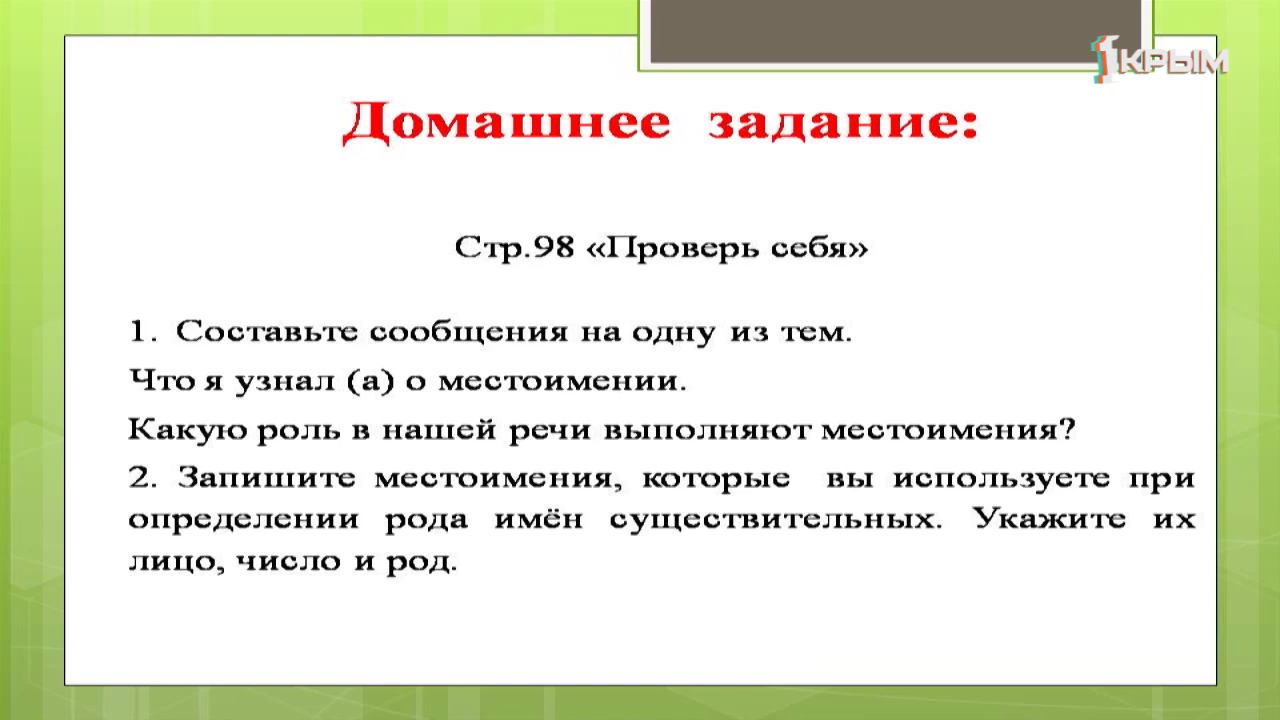 1КРЫМ
Домашнее задание:
Стр.98 «Проверь себя»
1. Составьте сообщения на одну из тем.
Что я узнал (а) о местоимении.
Какую роль в нашей речи выполняют местоимения?
2. Запишите местоимения, которые вы используете при
определении рода имён существительных. Укажите их
лицо, число и род.